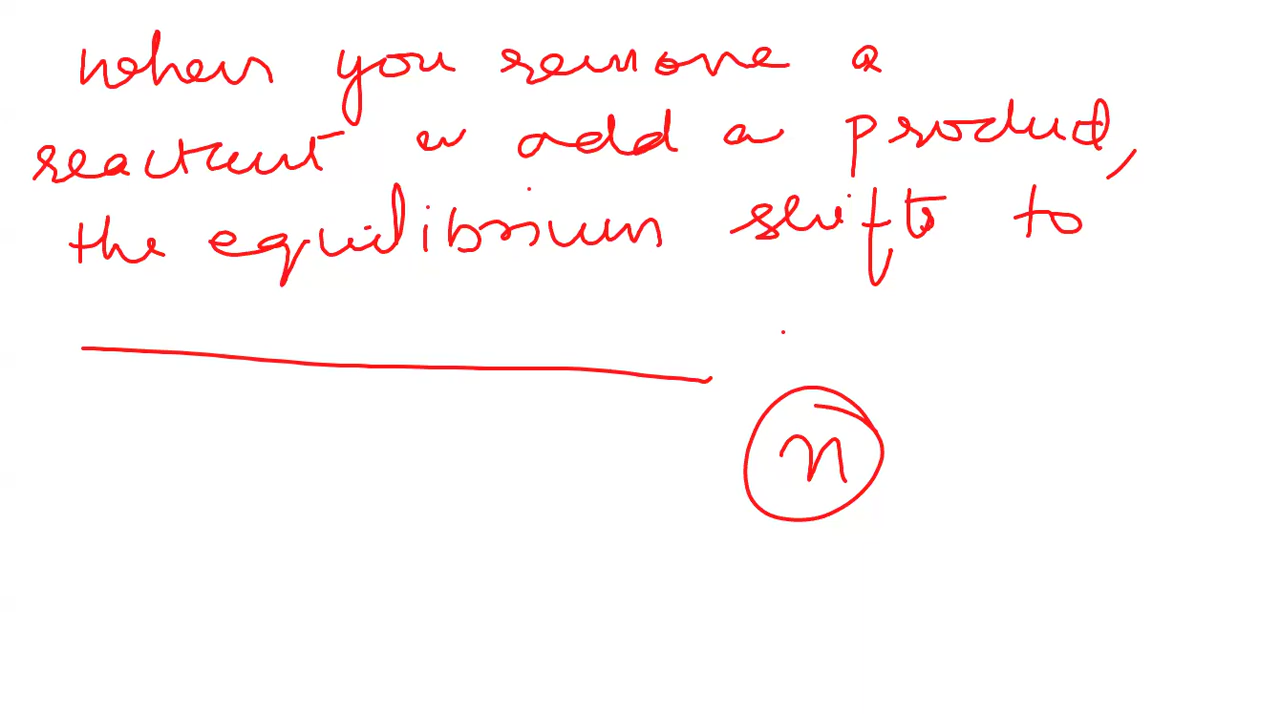 when you remove a
reactant or add a product,
the equilibrium shifts to
n